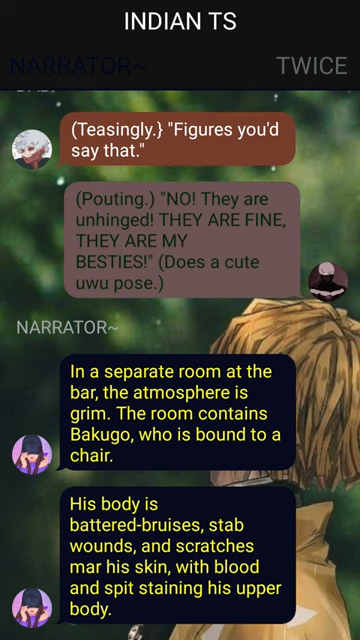 INDIAN TS
NARRATOR~
TWICE
(Teasingly.} "Figures you'd
say that."
(Pouting.) "NO! They are
unhinged! THEY ARE FINE,
THEY ARE MY
BESTIES!" (Does a cute
uwu pose.)
NARRATOR~
In a separate room at the
bar, the atmosphere is
grim. The room contains
Bakugo, who is bound to a
chair.
His body is
battered-bruises, stab
wounds, and scratches
mar his skin, with blood
and spit staining his upper
body.